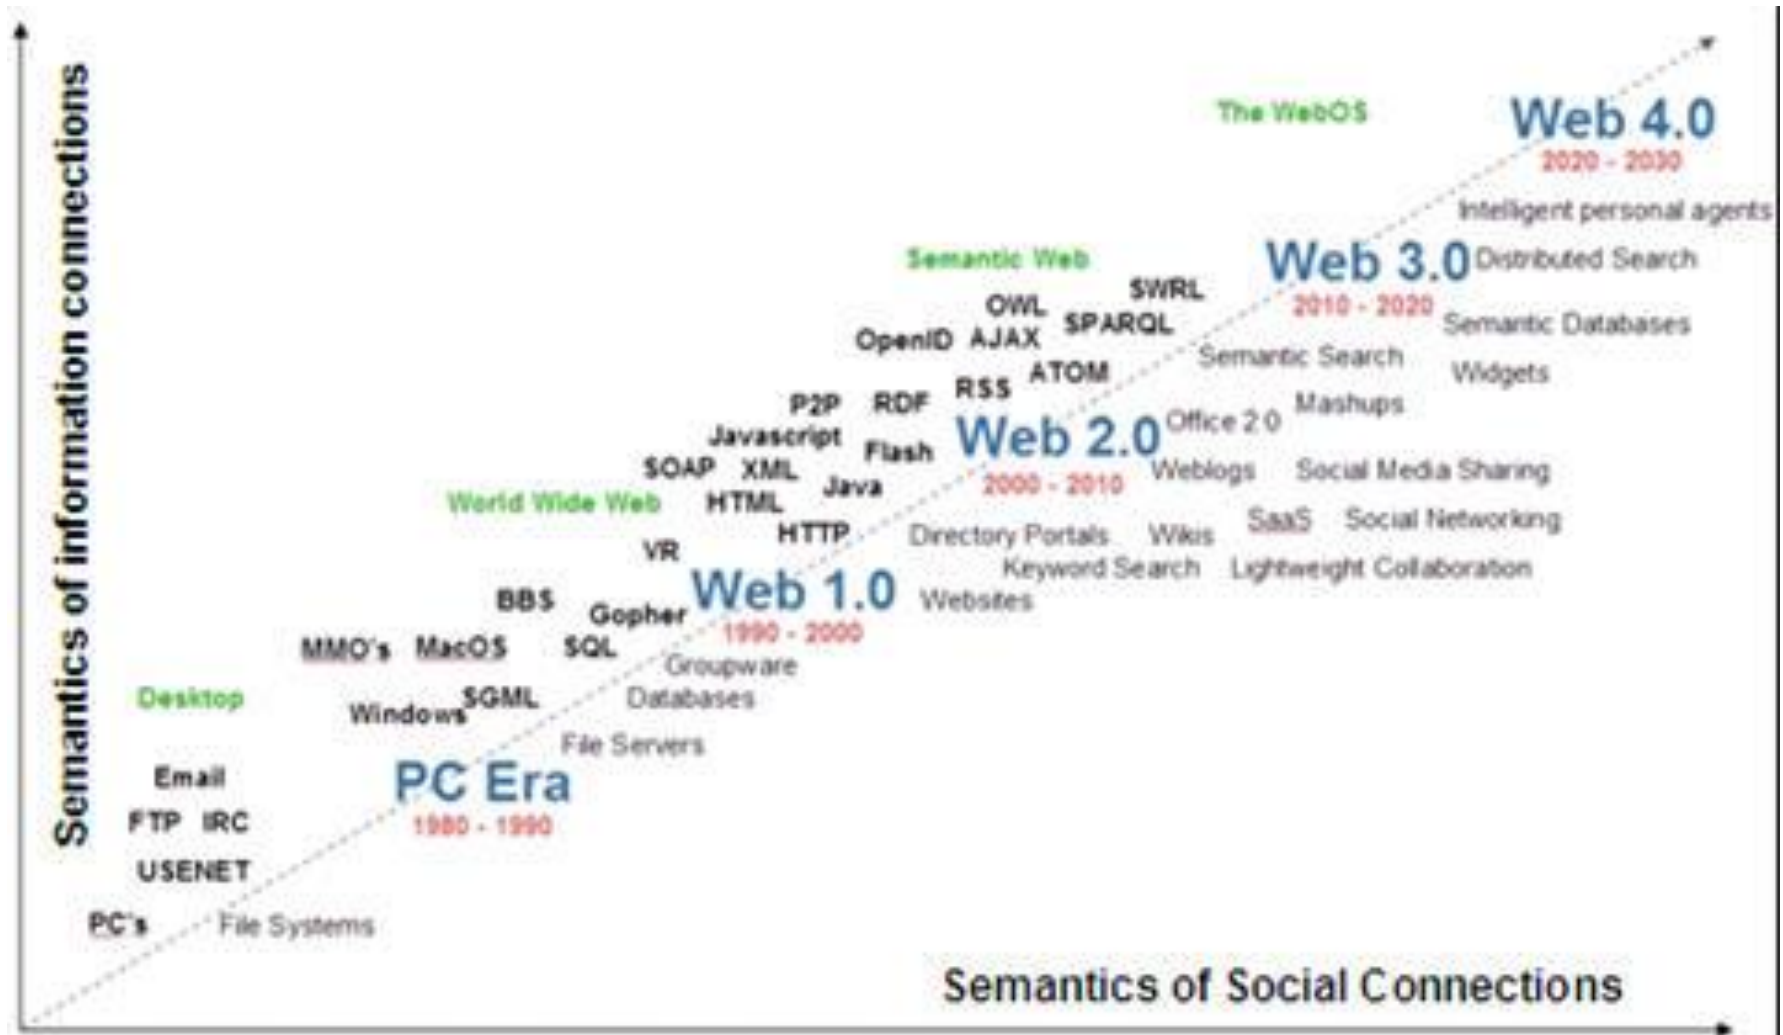 Semantics of information connections
The WebOS
Web 4.0
2020 - 2030
Intelligent personal agents
Semantic Web
Web 3.0
Distributed Search
2010 - 2020
SWRL
OWL
SPARQL
Semantic Databases
OpenID
AJAX
Semantic Search
ATOM
Widgets
RSS
P2P
RDF
Mashups
Web 2.0
Office 2.0
Javascript
Flash
SOAP
XML
Weblogs
Social Media Sharing
2000 - 2010
Java
World Wide Web
HTML
HTTP
Directory Portals
Wikis
SaaS
Social Networking
VR
Keyword Search
Lightweight Collaboration
Web 1.0
Websites
1990 - 2000
BBS
Gopher
MMO's
MacOS
SQL
Groupware
Desktop
SGML
Databases
Windows
File Servers
PC Era
1980 - 1990
Email
FTP
IRC
USENET
PC's
File Systems
Semantics of Social Connections